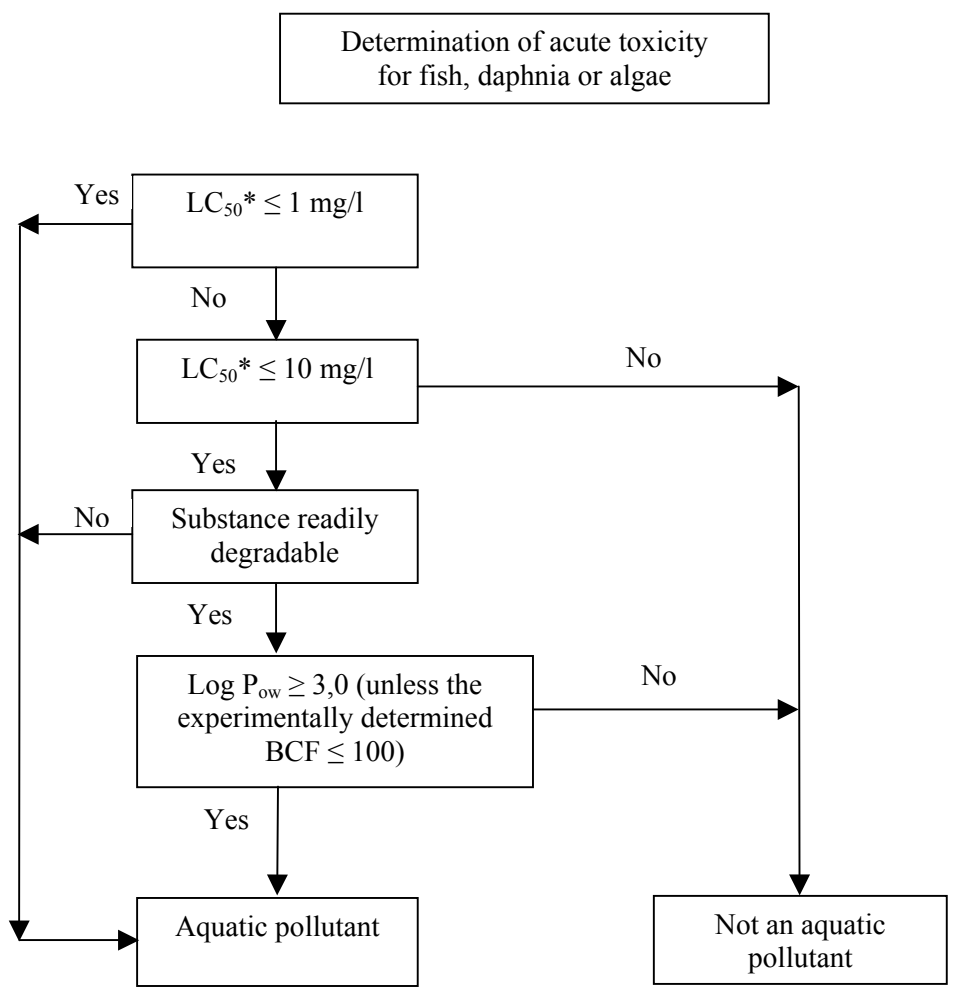 Determination of acute toxicity
for fish, daphnia or algae
Yes
LC₅₀* ≤ 1 mg/l
No
LC₅₀* ≤ 10 mg/l
No
Yes
No
Substance readily
degradable
Yes
Log Pow ≥ 3,0 (unless the
experimentally determined
BCF ≤ 100)
No
Yes
Aquatic pollutant
Not an aquatic
pollutant